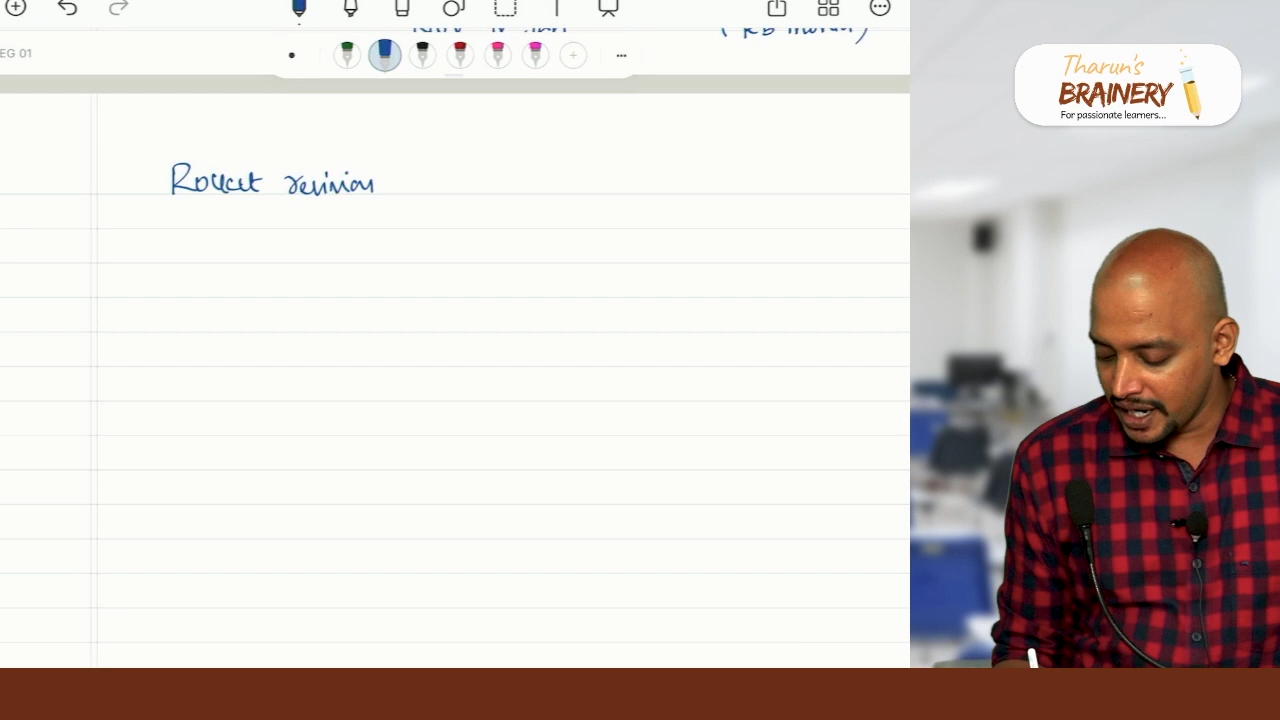 EG 01
Rocket revision
Tharun's
BRAINERY
For passionate learners...